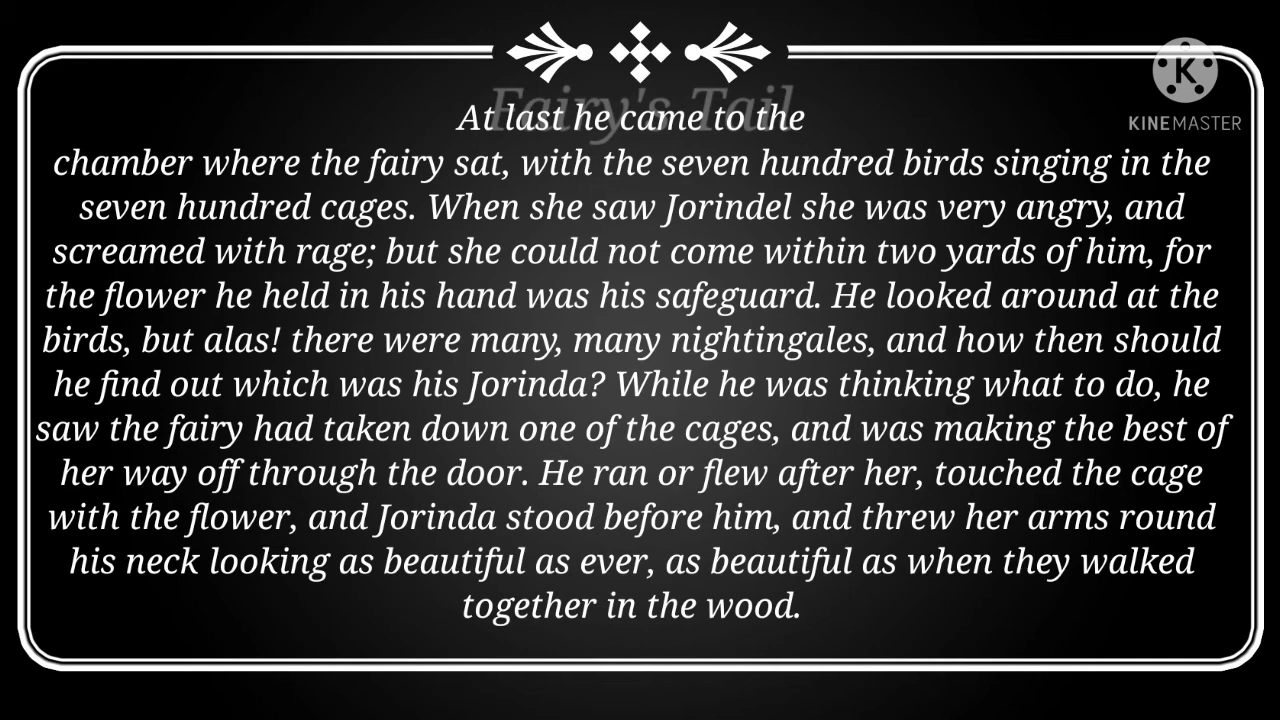 Fairy's Tail
At last he came to the
chamber where the fairy sat, with the seven hundred birds singing in the
seven hundred cages. When she saw Jorindel she was very angry, and
screamed with rage; but she could not come within two yards of him, for
the flower he held in his hand was his safeguard. He looked around at the
birds, but alas! there were many, many nightingales, and how then should
he find out which was his Jorinda? While he was thinking what to do, he
saw the fairy had taken down one of the cages, and was making the best of
her way off through the door. He ran or flew after her, touched the cage
with the flower, and Jorinda stood before him, and threw her arms round
his neck looking as beautiful as ever, as beautiful as when they walked
together in the wood.
K
KINEMASTER